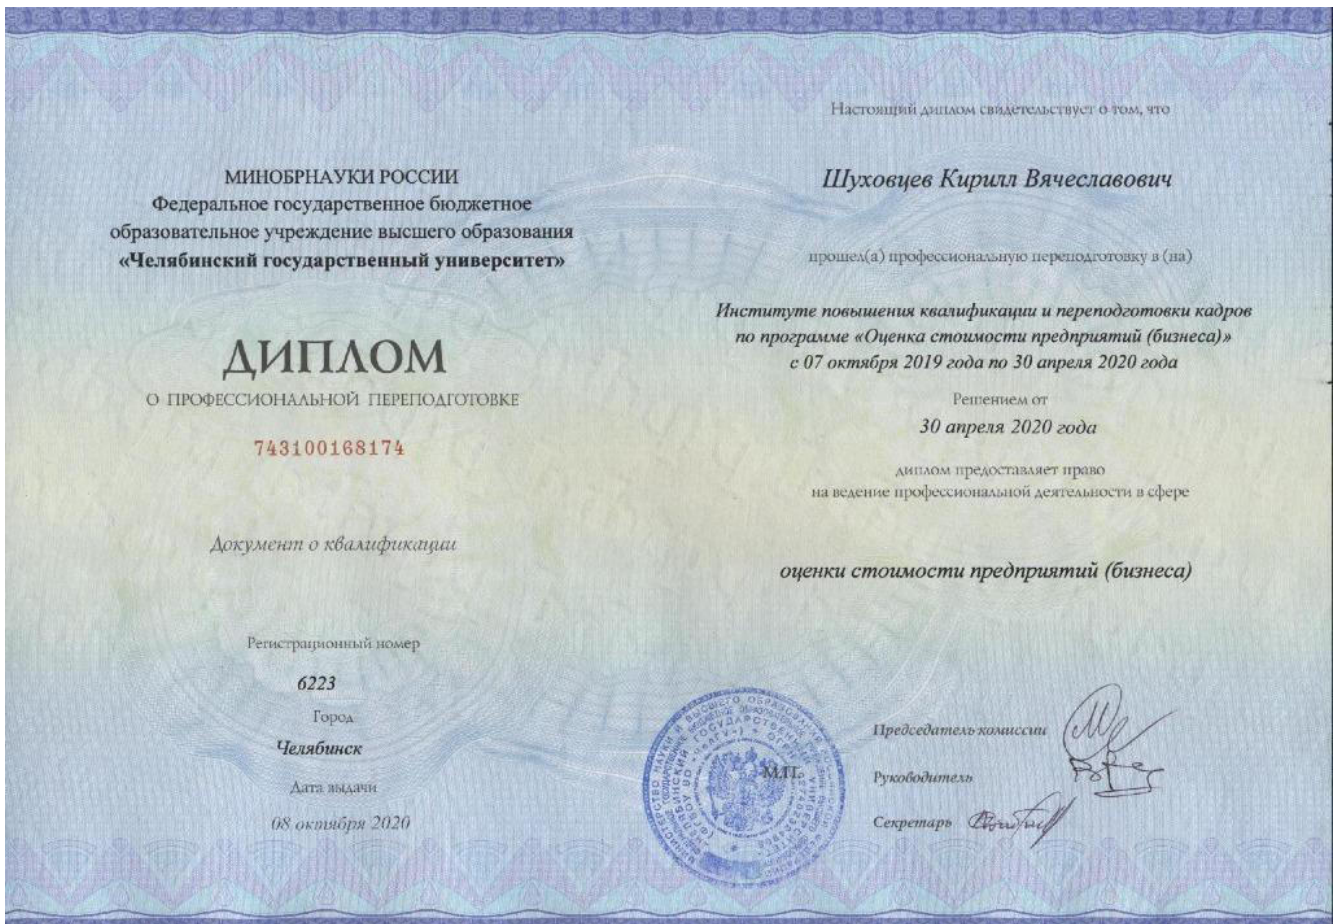 МИНОБРНАУКИ РОССИИ
Федеральное государственное бюджетное
образовательное учреждение высшего образования
«Челябинский государственный университет»
ДИПЛОМ
О ПРОФЕССИОНАЛЬНОЙ ПЕРЕПОДГОТОВКЕ
743100168174
Документ о квалификации
Регистрационный номер
6223
Город
Челябинск
Дата выдачи
08 октября 2020
Настоящий диплом свидетельствует о том, что
Шуховцев Кирилл Вячеславович
прошел(а) профессиональную переподготовку в (на)
Институте повышения квалификации и переподготовки кадров
по программе «Оценка стоимости предприятий (бизнеса)»
с 07 октября 2019 года по 30 апреля 2020 года
Решением от
30 апреля 2020 года
диплом предоставляет право
на ведение профессиональной деятельности в сфере
оценки стоимости предприятий (бизнеса)
М.П.
Председатель комиссии
Руководитель
Секретарь